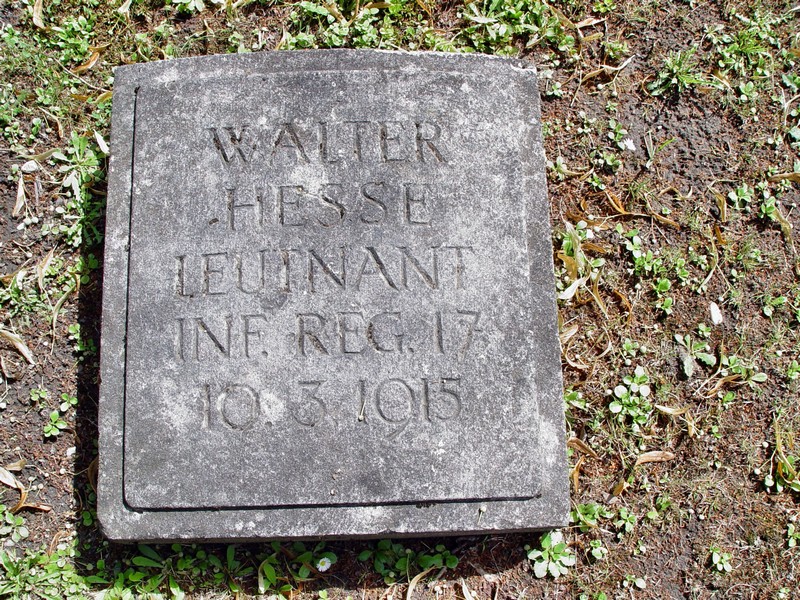 WALTER
HESSE
LEUTNANT
INF. REG. 17
10.3.1915